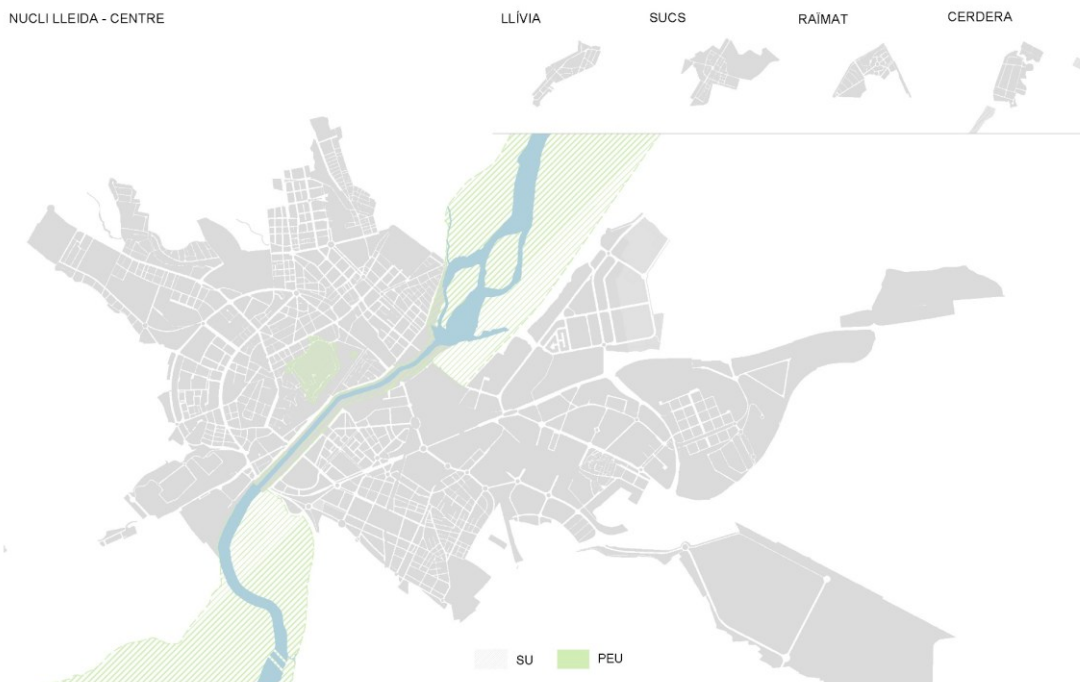 NUCLI LLEIDA - CENTRE
LLÍVIA
SUCS
RAÏMAT
CERDERA
SU
PEU